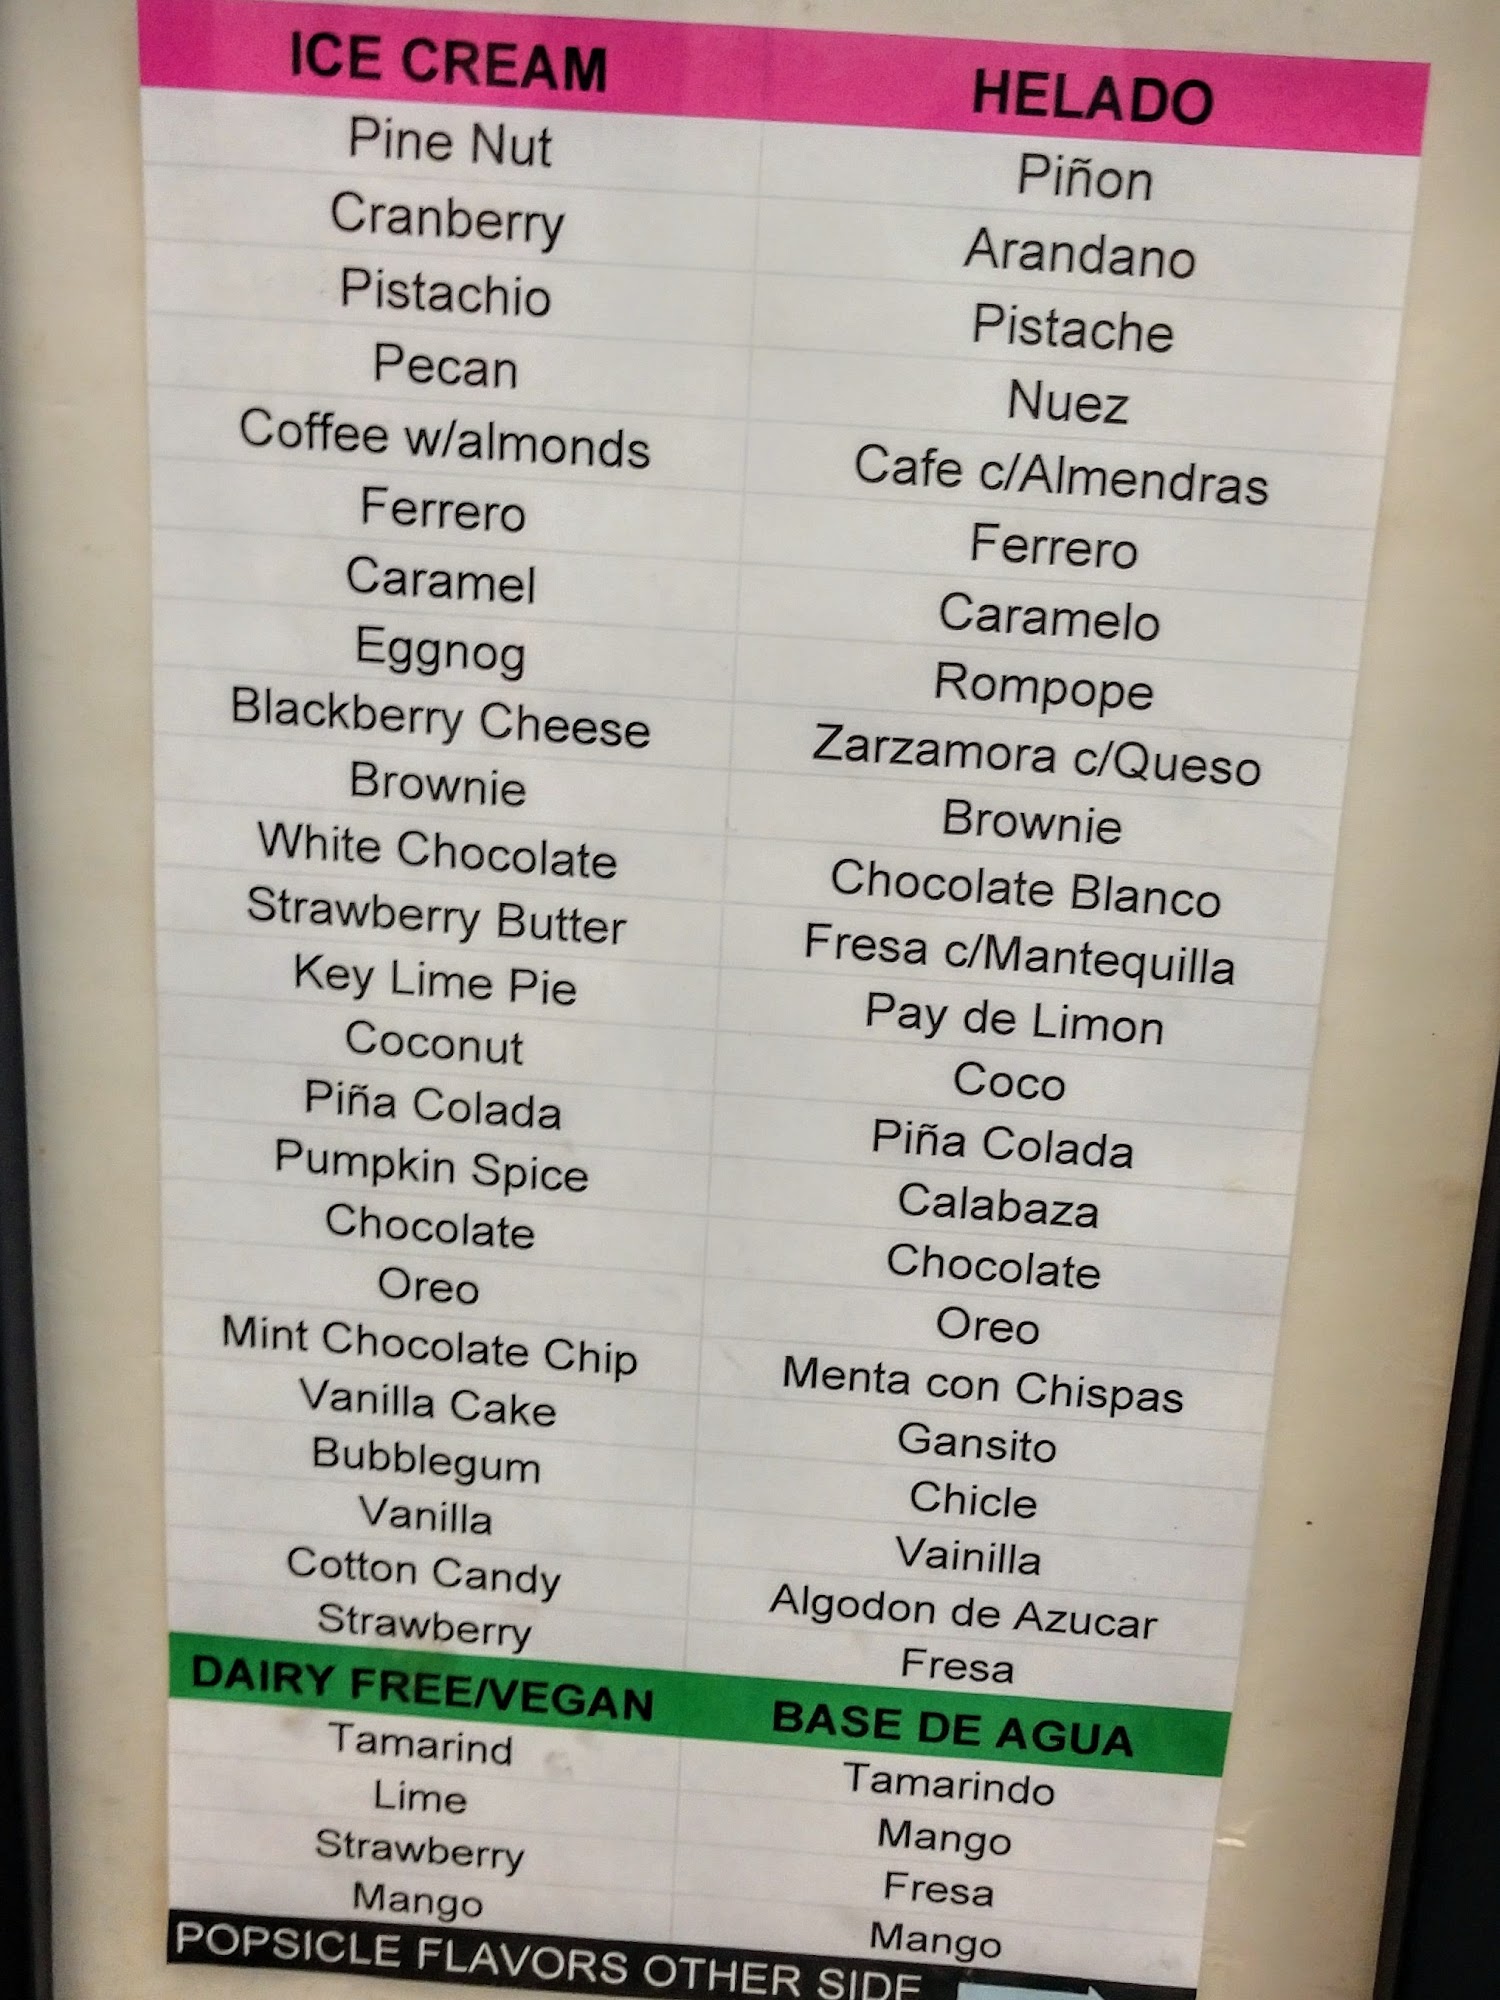 ICE CREAM HELADO
Pine Nut Piñon
Cranberry Arandano
Pistachio Pistache
Pecan Nuez
Coffee w/almonds Cafe c/Almendras
Ferrero Ferrero
Caramel Caramelo
Eggnog Rompope
Blackberry Cheese Zarzamora c/Queso
Brownie Brownie
White Chocolate Chocolate Blanco
Strawberry Butter Fresa c/Mantequilla
Key Lime Pie Pay de Limon
Coconut Coco
Piña Colada Piña Colada
Pumpkin Spice Calabaza
Chocolate Chocolate
Oreo Oreo
Mint Chocolate Chip Menta con Chispas
Vanilla Cake Gansito
Bubblegum Chicle
Vanilla Vainilla
Cotton Candy Algodon de Azucar
Strawberry Fresa
DAIRY FREE/VEGAN BASE DE AGUA
Tamarind Tamarindo
Lime Mango
Strawberry Fresa
Mango Mango
POPSICLE FLAVORS OTHER SIDE